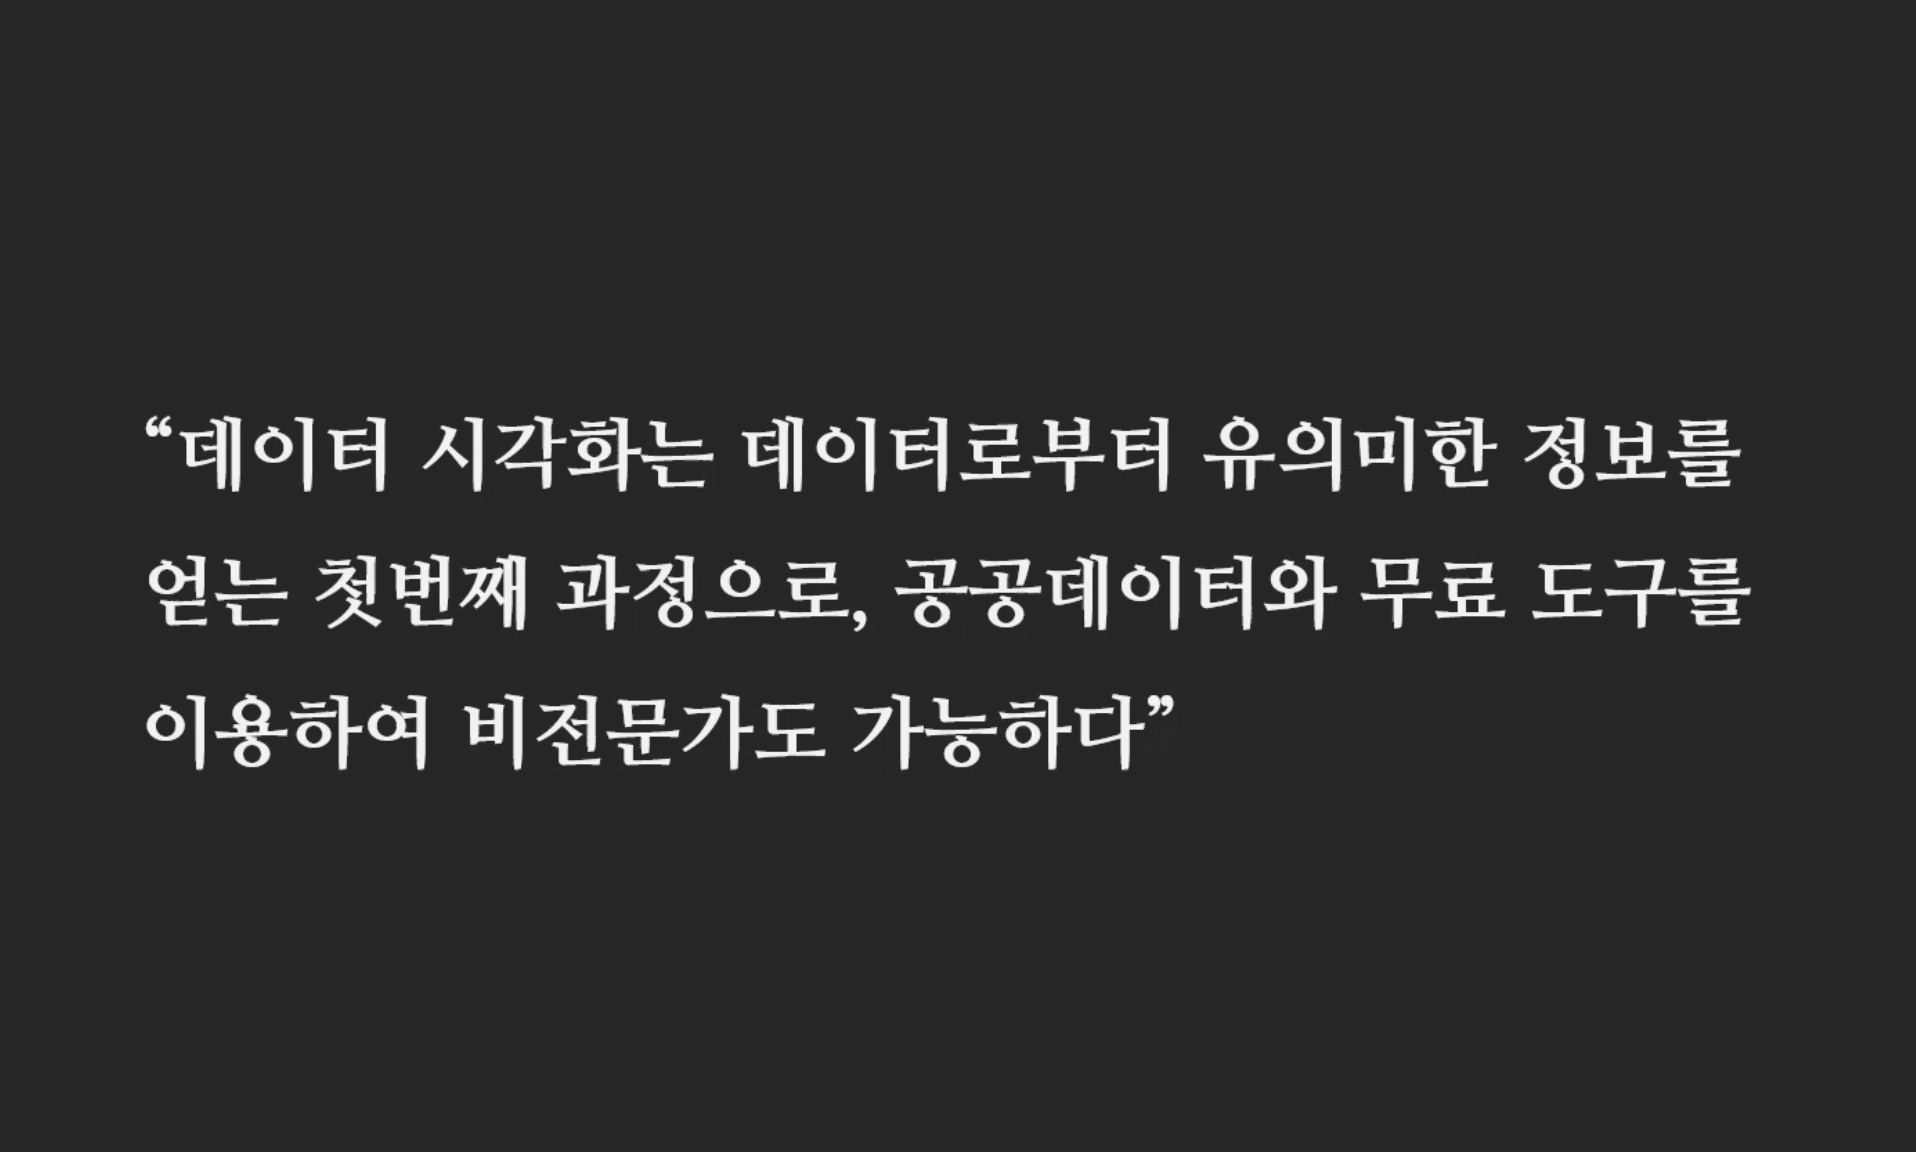 “데이터 시각화는 데이터로부터 유의미한 정보를
얻는 첫번째 과정으로, 공공데이터와 무료 도구를
이용하여 비전문가도 가능하다”